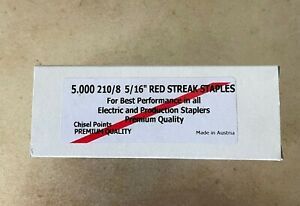 5.000 210/8 5/16" RED STREAK STAPLES
For Best Performance in all
Electric and Production Staplers
Premium Quality
Chisel Points
PREMIUM QUALITY
Made in Austria